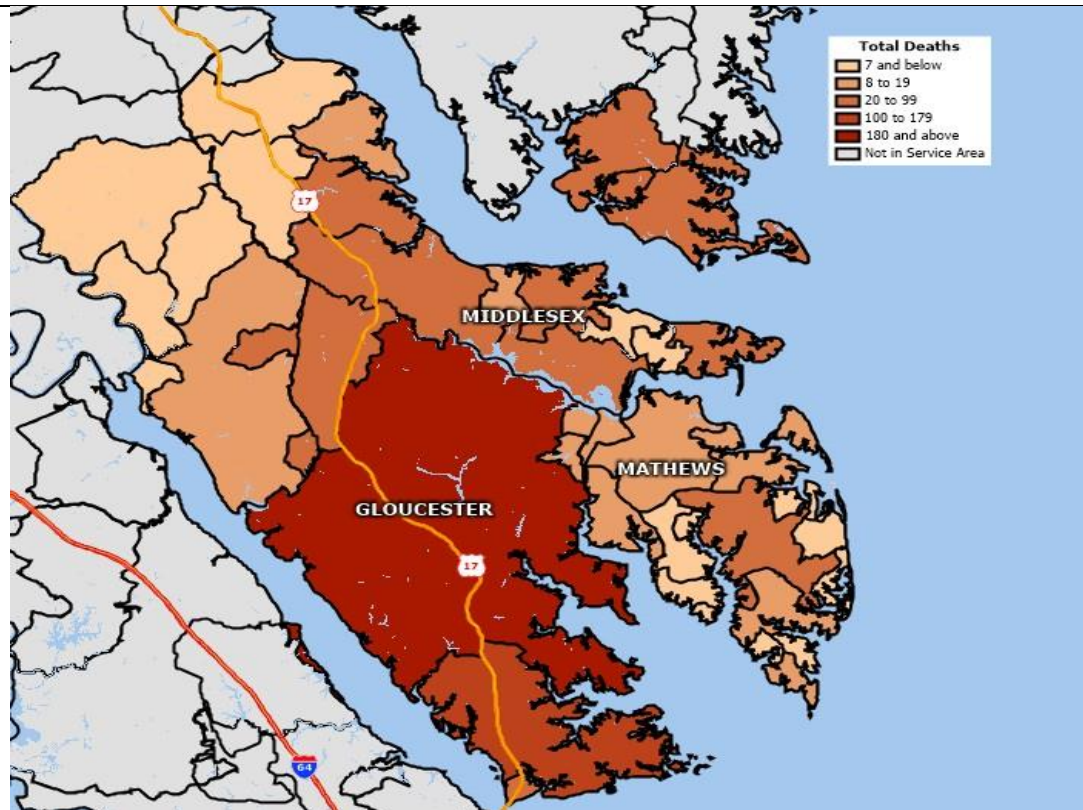 Total Deaths
7 and below
8 to 19
20 to 99
100 to 179
180 and above
Not in Service Area
17
MIDDLESEX
MATHEWS
GLOUCESTER
17
64